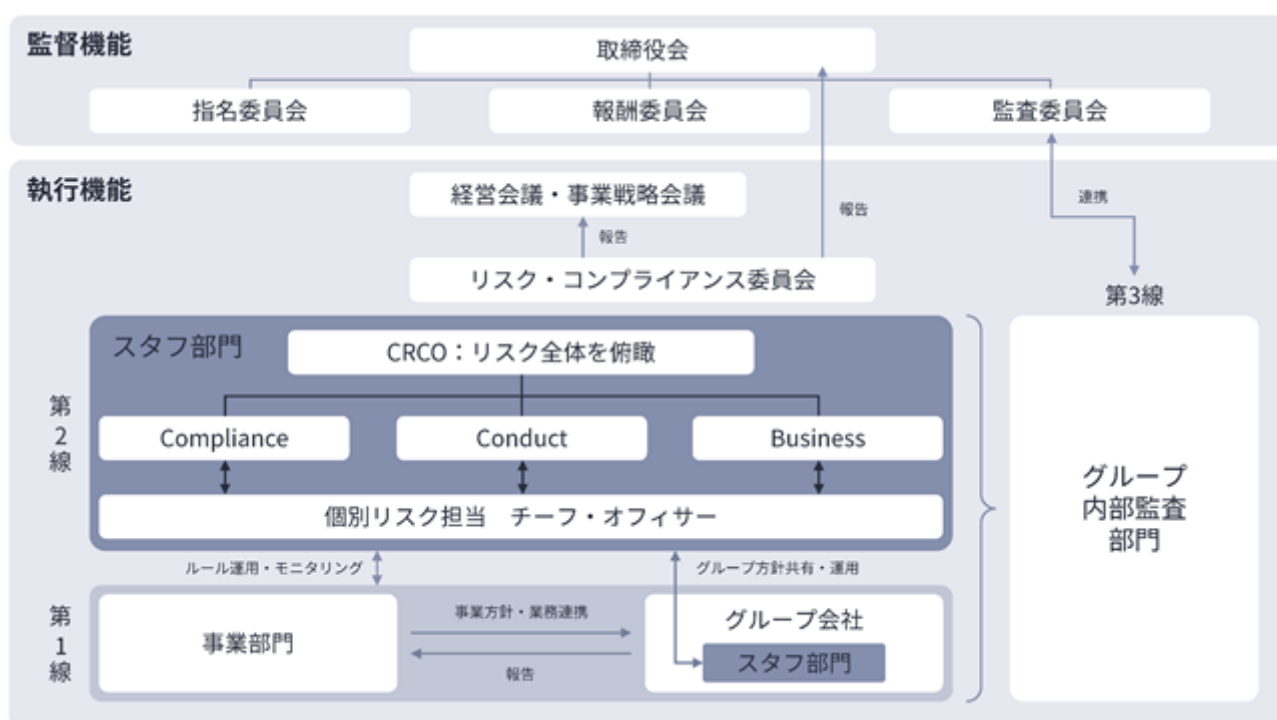 監督機能
取締役会
指名委員会
報酬委員会
監査委員会
執行機能
経営会議・事業戦略会議
報告
報告
連携
リスク・コンプライアンス委員会
第3線
スタッフ部門
CRCO：リスク全体を俯瞰
第
2
線
Compliance
Conduct
Business
個別リスク担当　チーフ・オフィサー
グループ
内部監査
部門
ルール運用・モニタリング
グループ方針共有・運用
第
1
線
事業部門
事業方針・業務連携
報告
グループ会社
スタッフ部門